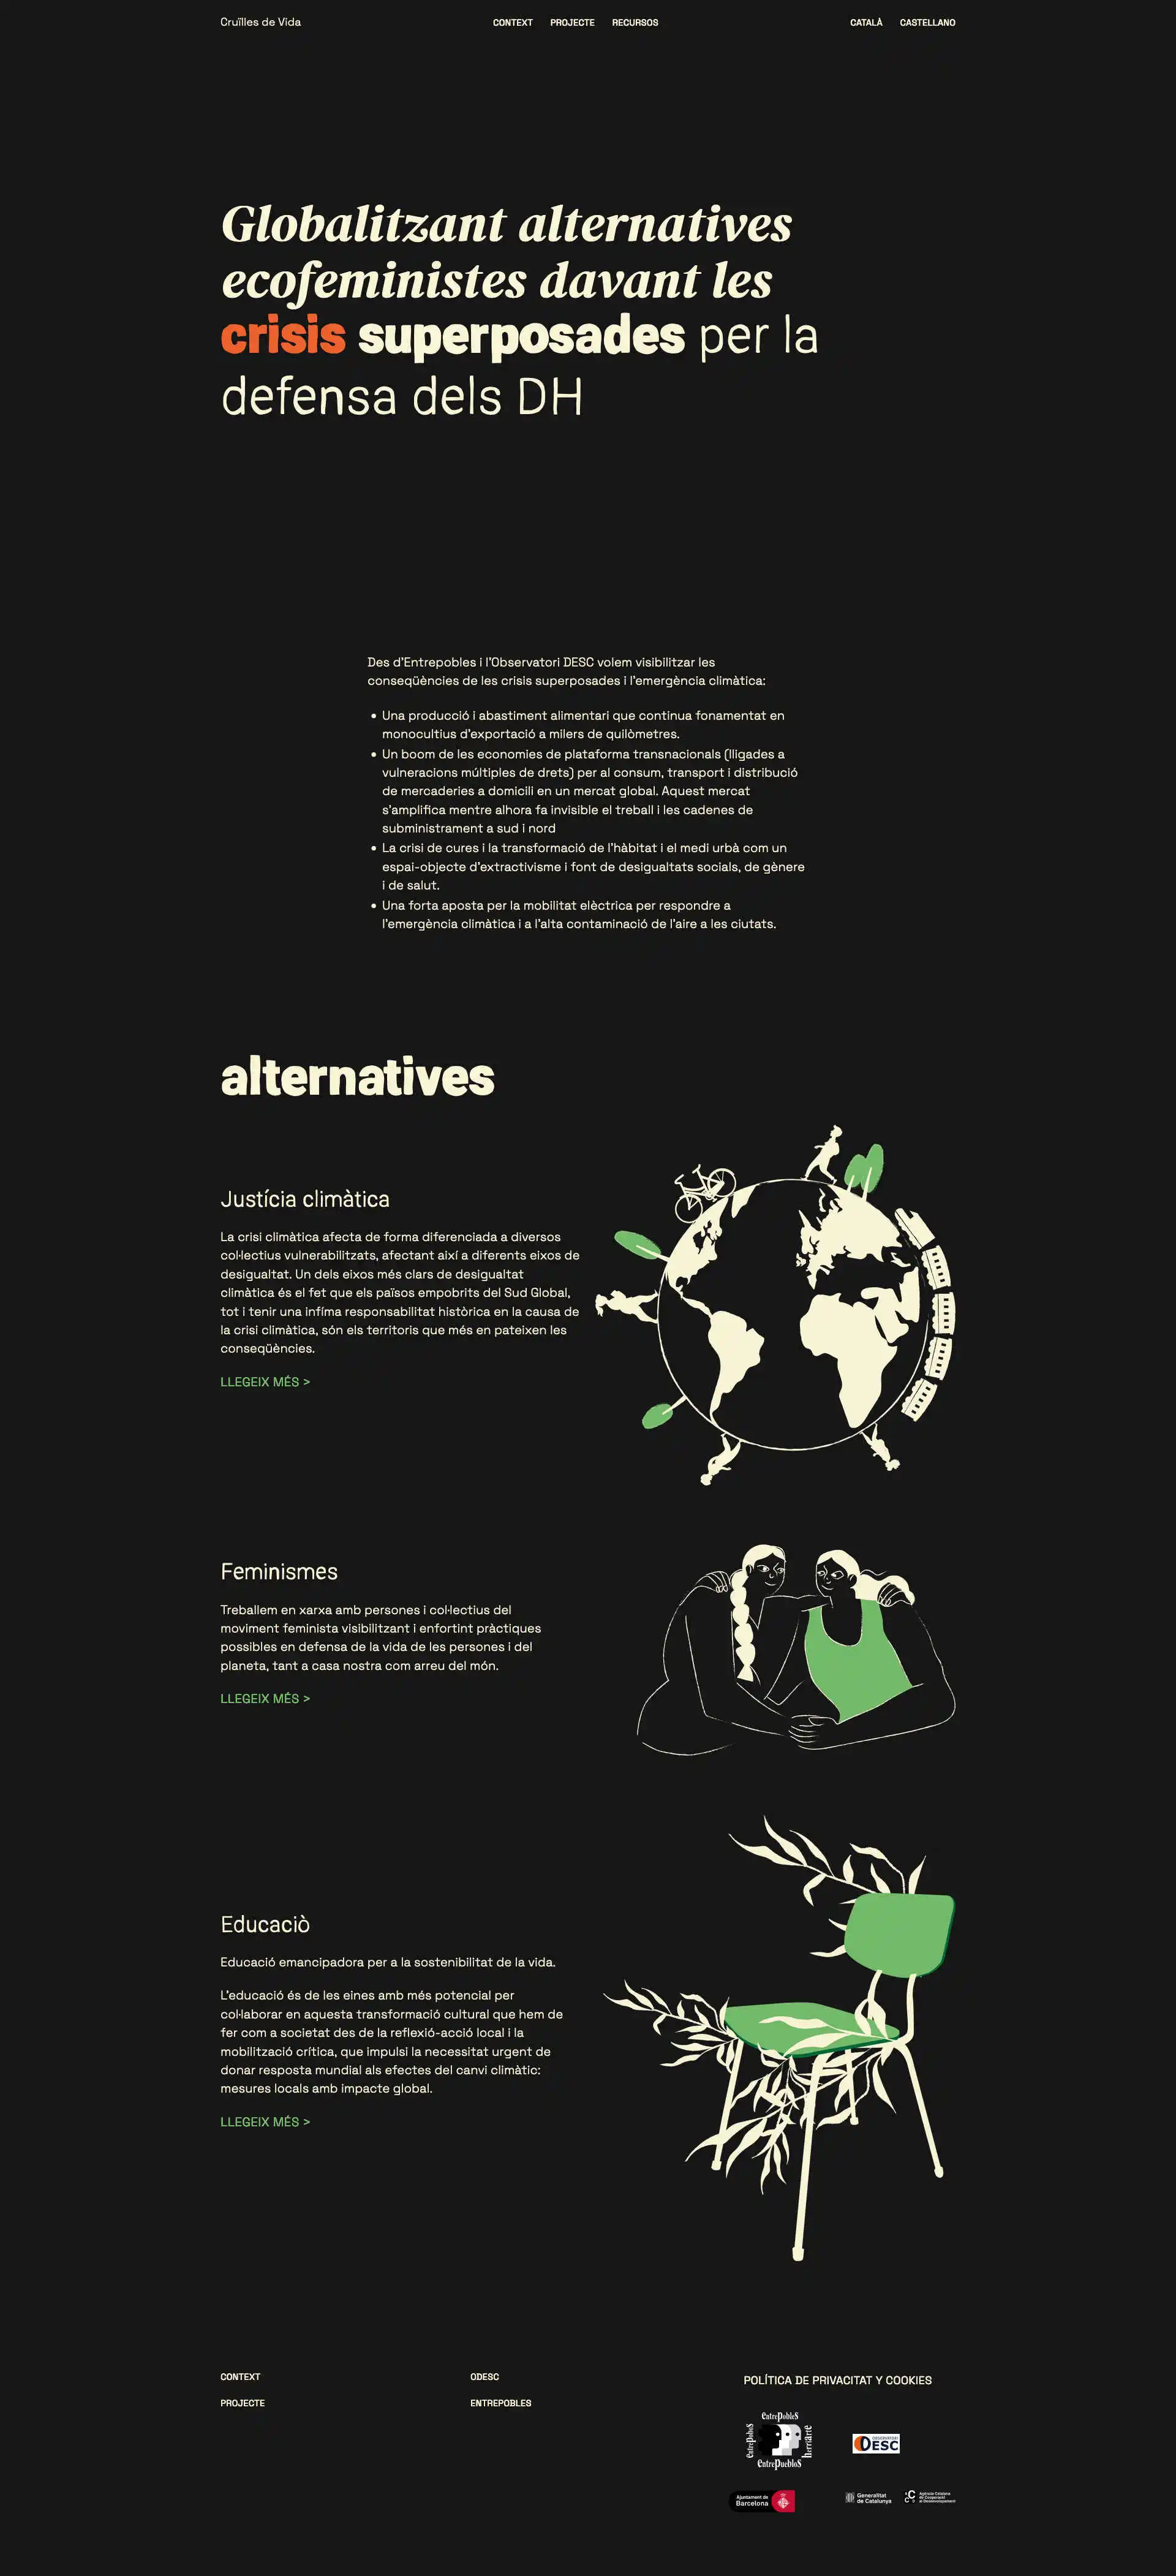 Cruïlles de Vida
CONTEXT PROJECTE RECURSOS
CATALÀ CASTELLANO
Globalitzant alternatives
ecofeministes davant les
crisis superposades per la
defensa dels DH
Des d'Entrepobles i l'Observatori DESC volem visibilitzar les
conseqüències de les crisis superposades i l'emergència climàtica:
• Una producció i abastiment alimentari que continua fonamentat en
monocultius d'exportació a milers de quilòmetres.
• Un boom de les economies de plataforma transnacionals (lligades a
vulneracions múltiples de drets) per al consum, transport i distribució
de mercaderies a domicili en un mercat global. Aquest mercat
s'amplifica mentre alhora fa invisible el treball i les cadenes de
subministrament a sud i nord
• La crisi de cures i la transformació de l'hàbitat i el medi urbà com un
espai-objecte d'extractivisme i font de desigualtats socials, de gènere
i de salut.
• Una forta aposta per la mobilitat elèctrica per respondre a
l'emergència climàtica i a l'alta contaminació de l'aire a les ciutats.
alternatives
Justícia climàtica
La crisi climàtica afecta de forma diferenciada a diversos
col·lectius vulnerabilitzats, afectant així a diferents eixos de
desigualtat. Un dels eixos més clars de desigualtat
climàtica és el fet que els països empobrits del Sud Global,
tot i tenir una infíma responsabilitat històrica en la causa de
la crisi climàtica, són els territoris que més en pateixen les
conseqüències.
LLEGEIX MÉS >
Feminismes
Treballem en xarxa amb persones i col·lectius del
moviment feminista visibilitzant i enfortint pràctiques
possibles en defensa de la vida de les persones i del
planeta, tant a casa nostra com arreu del món.
LLEGEIX MÉS >
Educaciò
Educació emancipadora per a la sostenibilitat de la vida.
L'educació és de les eines amb més potencial per
col·laborar en aquesta transformació cultural que hem de
fer com a societat des de la reflexió-acció local i la
mobilització crítica, que impulsi la necessitat urgent de
donar resposta mundial als efectes del canvi climàtic:
mesures locals amb impacte global.
LLEGEIX MÉS >
CONTEXT
PROJECTE
ODESC
ENTREPOBLES
POLÍTICA DE PRIVACITAT Y COOKIES
entrepobles
entrepobos
herriarte
entrepueblos
OBSERVATORI
DESC
Ajuntament de
Barcelona
Generalitat
de Catalunya
Agència Catalana
de Cooperació
al Desenvolupament